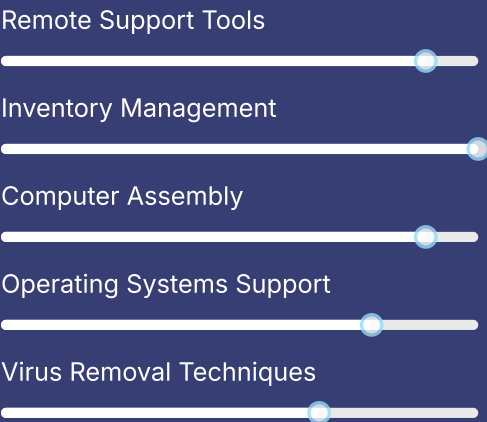 Remote Support Tools
Inventory Management
Computer Assembly
Operating Systems Support
Virus Removal Techniques